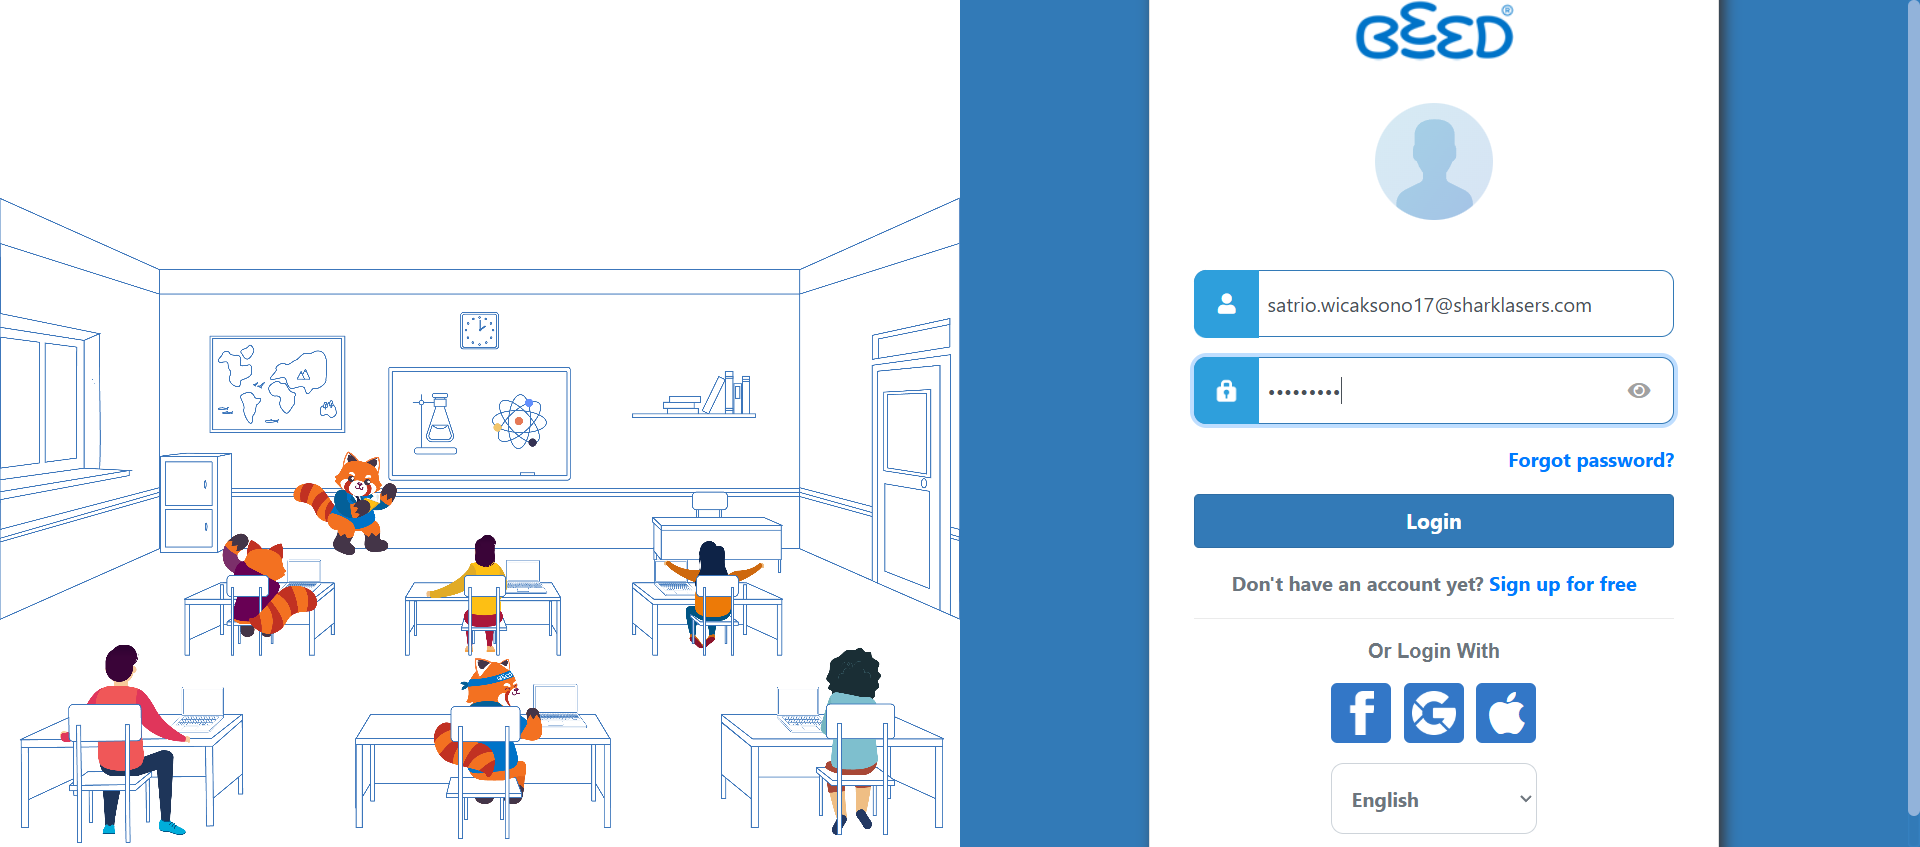 BEED®
satrio.wicaksono17@sharklasers.com
•••••••••
Forgot password?
Login
Don't have an account yet? Sign up for free
Or Login With
English